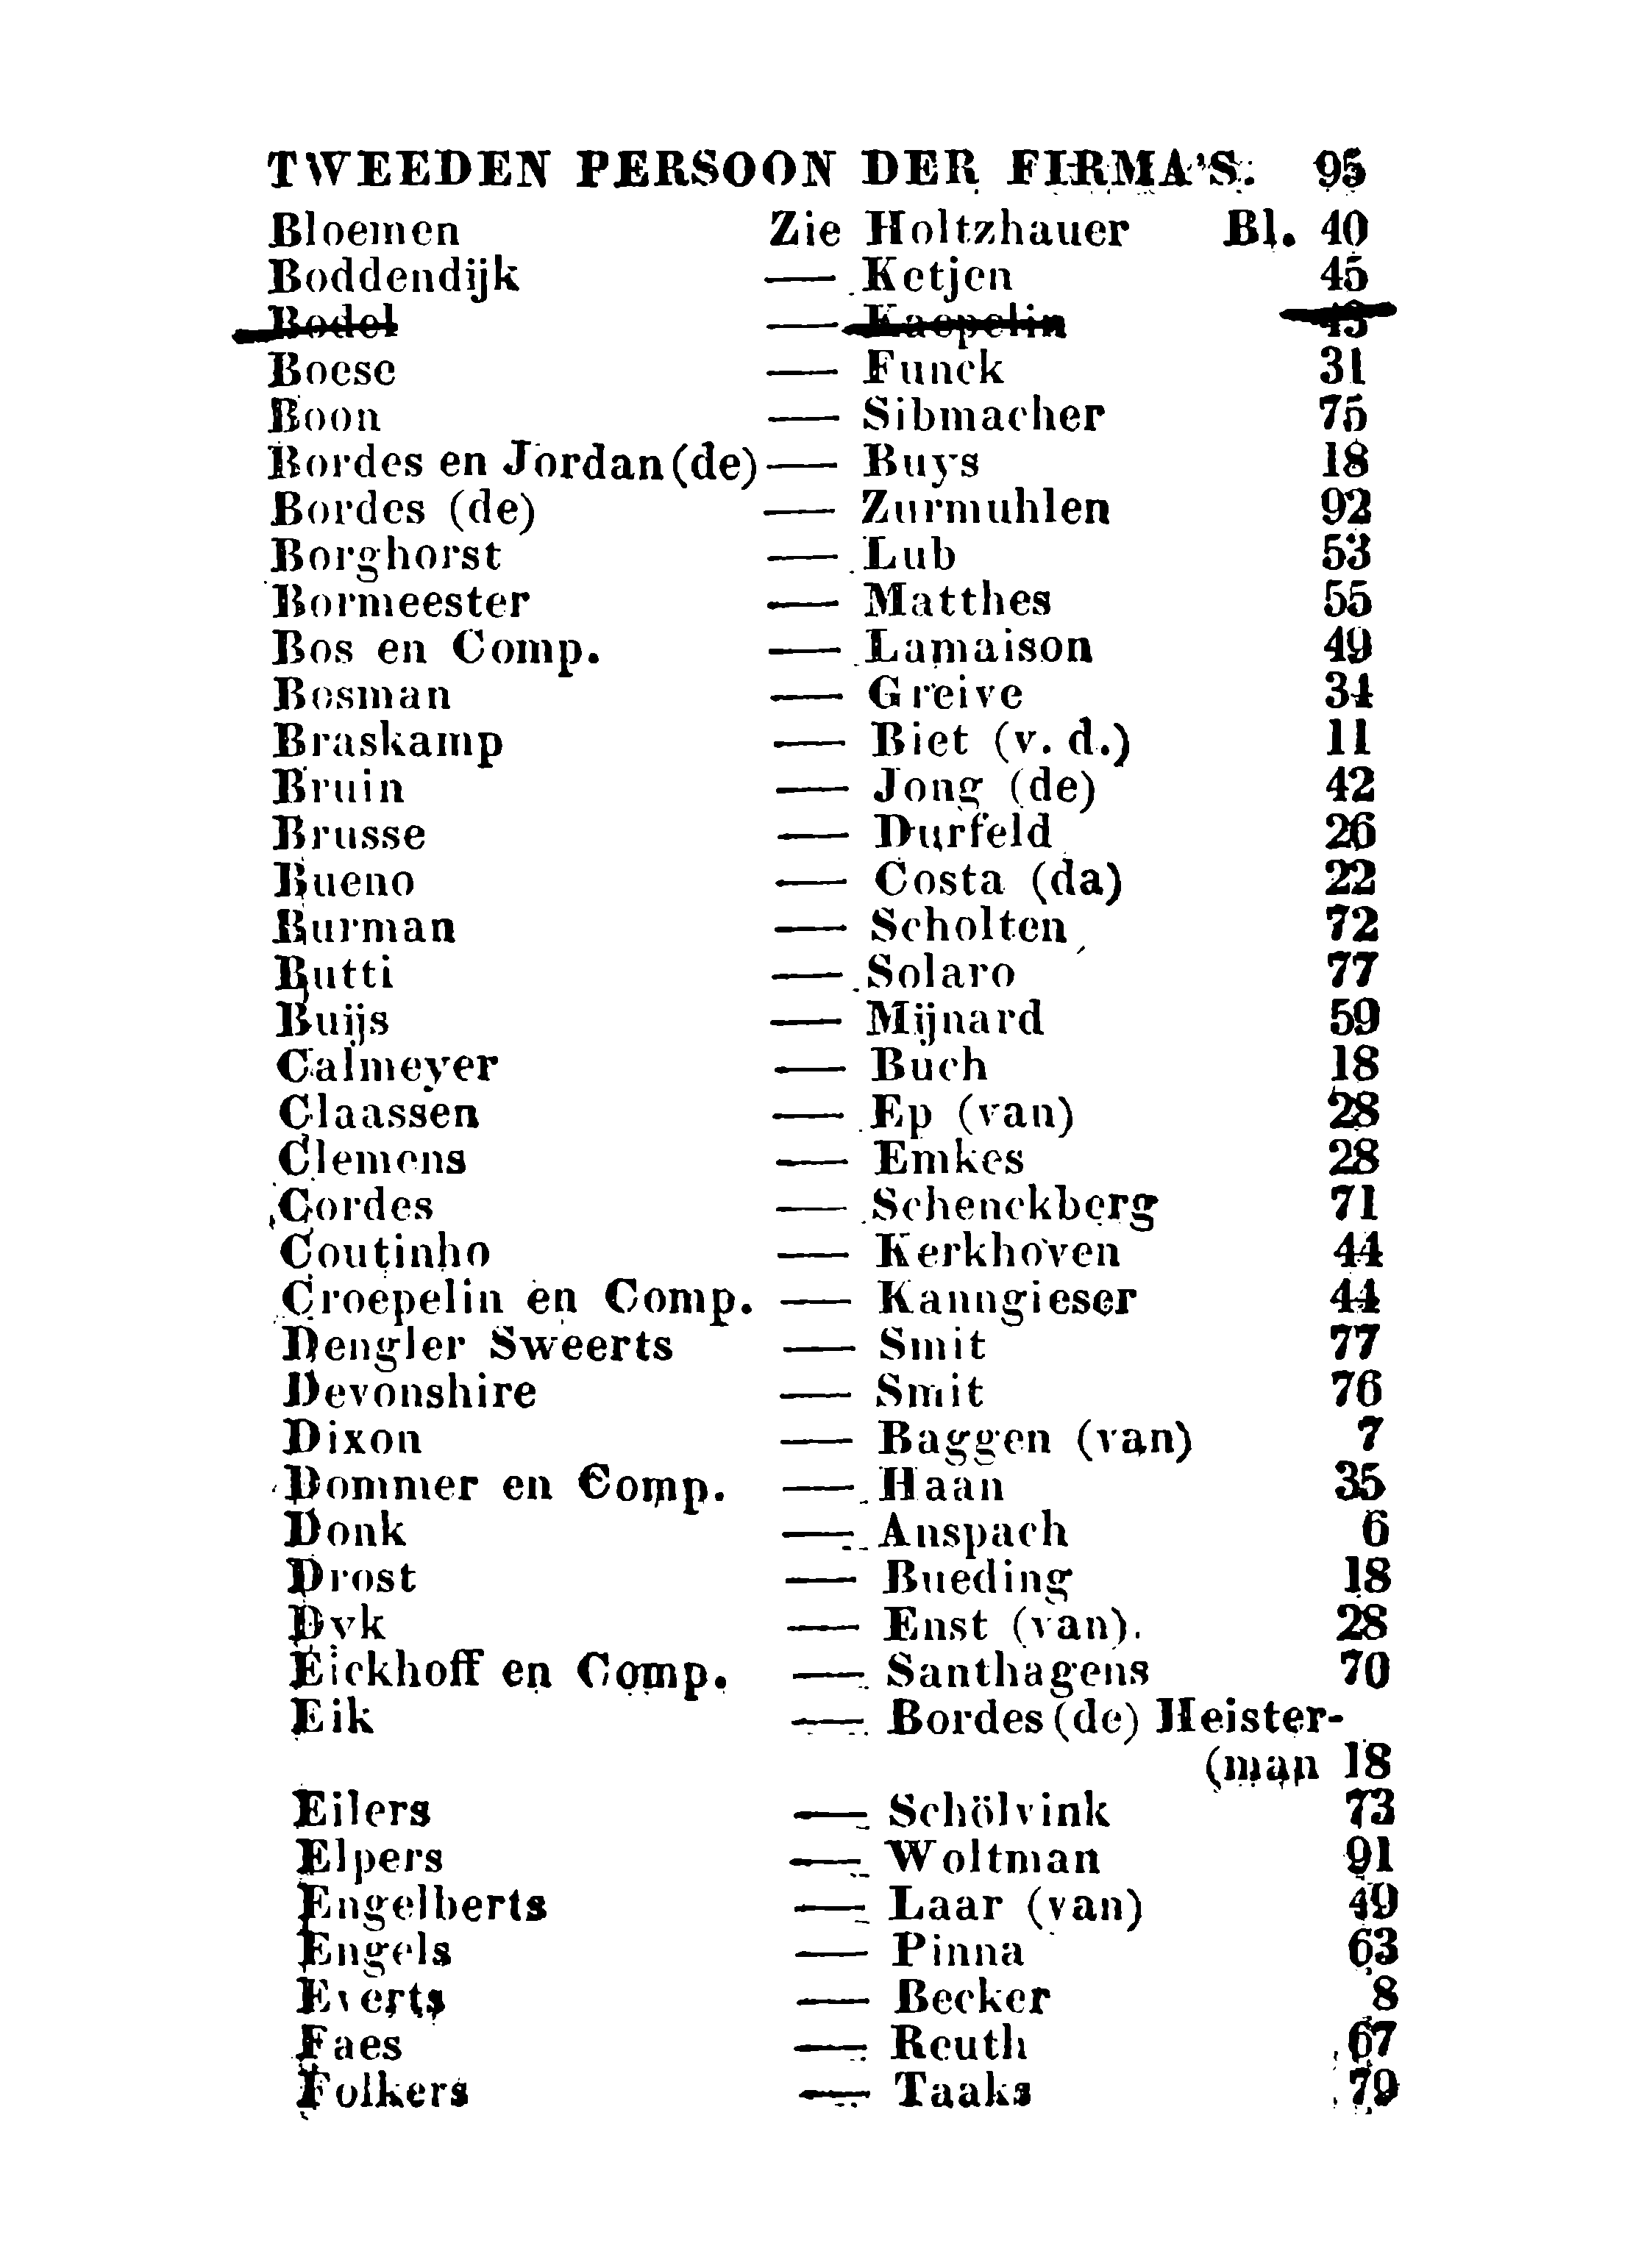 TWEEDEN PERSOON DER FIRMA'S. 95
Bloemen Zie Holtzhauer Bl. 40
Boddendijk — Ketjen 45
Bodel — Kaepelin 43
Boese — Funck 31
Boon — Sibmacher 75
Bordes en Jordan (de) — Buys 18
Bordes (de) — Zurmuhlen 92
Borghorst — Lub 53
Bormeester — Matthes 55
Bos en Comp. — Lamaison 49
Bosman — Greive 34
Braskamp — Biet (v. d.) 11
Bruin — Jong (de) 42
Brusse — Durfeld 26
Bueno — Costa (da) 22
Burman — Scholten 72
Butti — Solaro 77
Buijs — Mijnard 59
Calmeyer — Buch 18
Claassen — Ep (van) 28
Clemens — Emkes 28
Cordes — Schenckberg 71
Coutinho — Kerkhoven 44
Croepelin en Comp. — Kanngieser 44
Dengler Sweerts — Smit 77
Devonshire — Smit 76
Dixon — Baggen (van) 7
Dommer en Comp. — Haan 35
Donk — Anspach 6
Drost — Bueding 18
Dyk — Enst (van). 28
Eickhoff en Comp. — Santhagens 70
Eik — Bordes (de) Heister-
(man 18
Eilers — Schölvink 73
Elpers — Woltman 91
Engelberts — Laar (van) 49
Engels — Pinna 63
Everts — Becker 8
Faes — Reuth 67
Folkers — Taaks 79